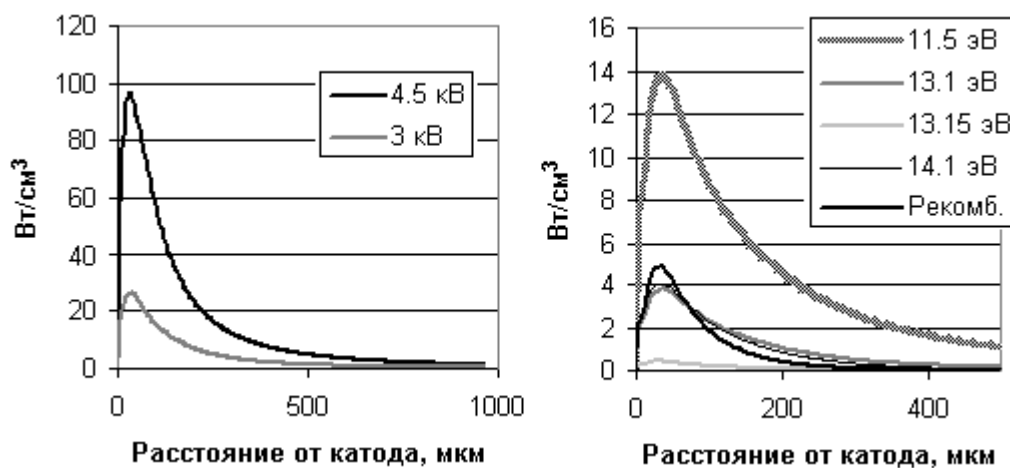 120
100
80
60
40
20
0
Вт/см³
4.5 кВ
3 кВ
0
500
1000
Расстояние от катода, мкм
16
14
12
10
8
6
4
2
0
Вт/см³
11.5 эВ
13.1 эВ
13.15 эВ
14.1 эВ
Рекомб.
0
200
400
Расстояние от катода, мкм